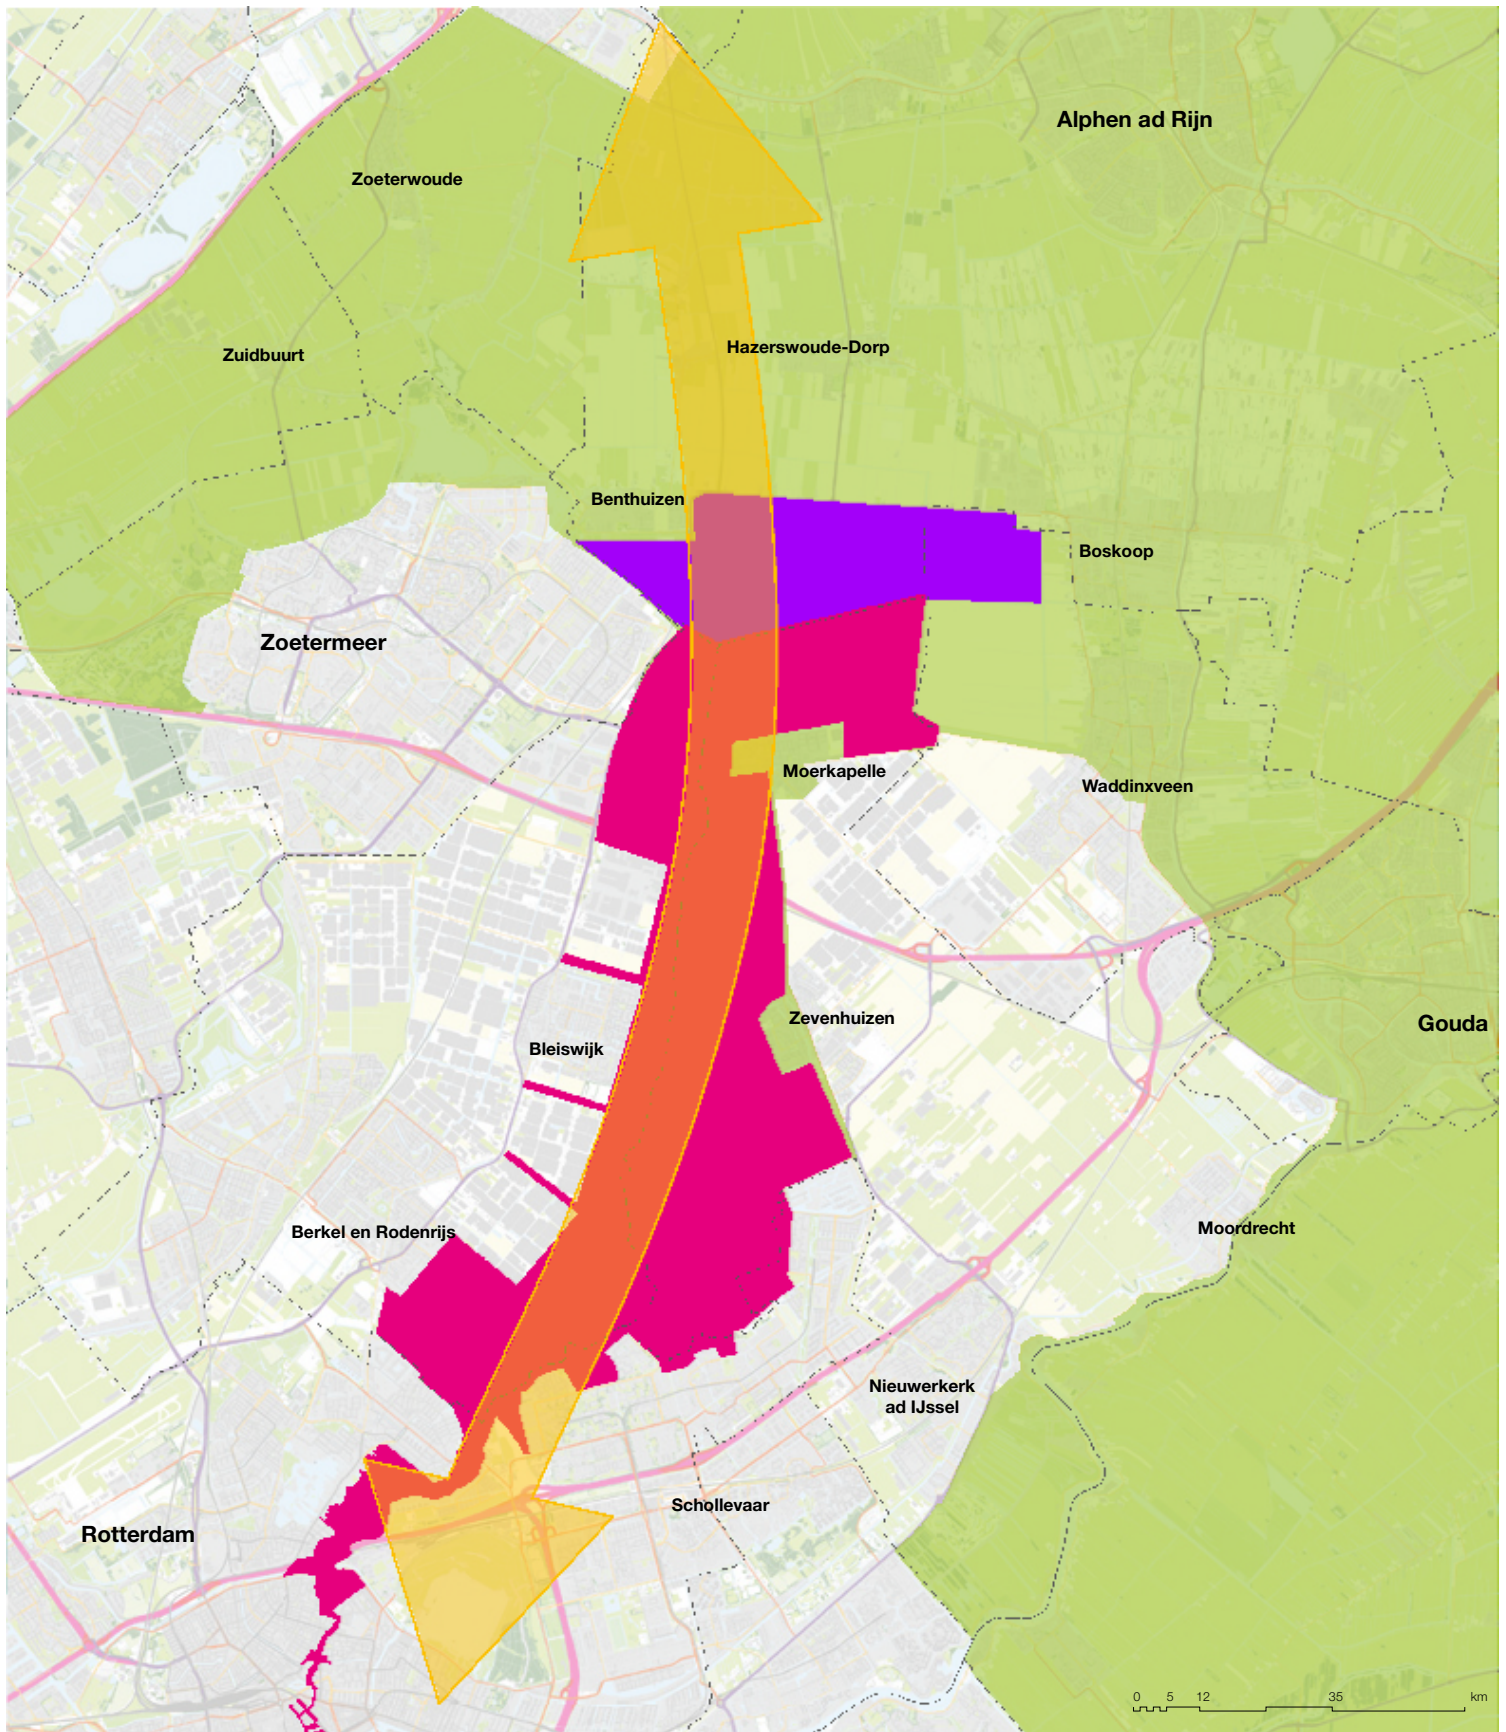 Alphen ad Rijn
Zoeterwoude
Hazerswoude-Dorp
Zuidbuurt
Benthuizen
Boskoop
Zoetermeer
Moerkapelle
Waddinxveen
Zevenhuizen
Gouda
Bleiswijk
Moordrecht
Berkel en Rodenrijs
Nieuwerkerk
ad IJssel
Schollevaar
Rotterdam
0 5 12 35 km